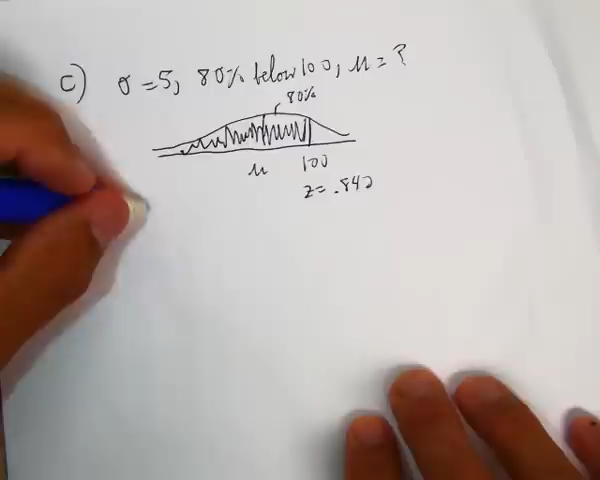 c) σ = 5, 80% below 100, μ = ?
80%
μ 100
z = .842